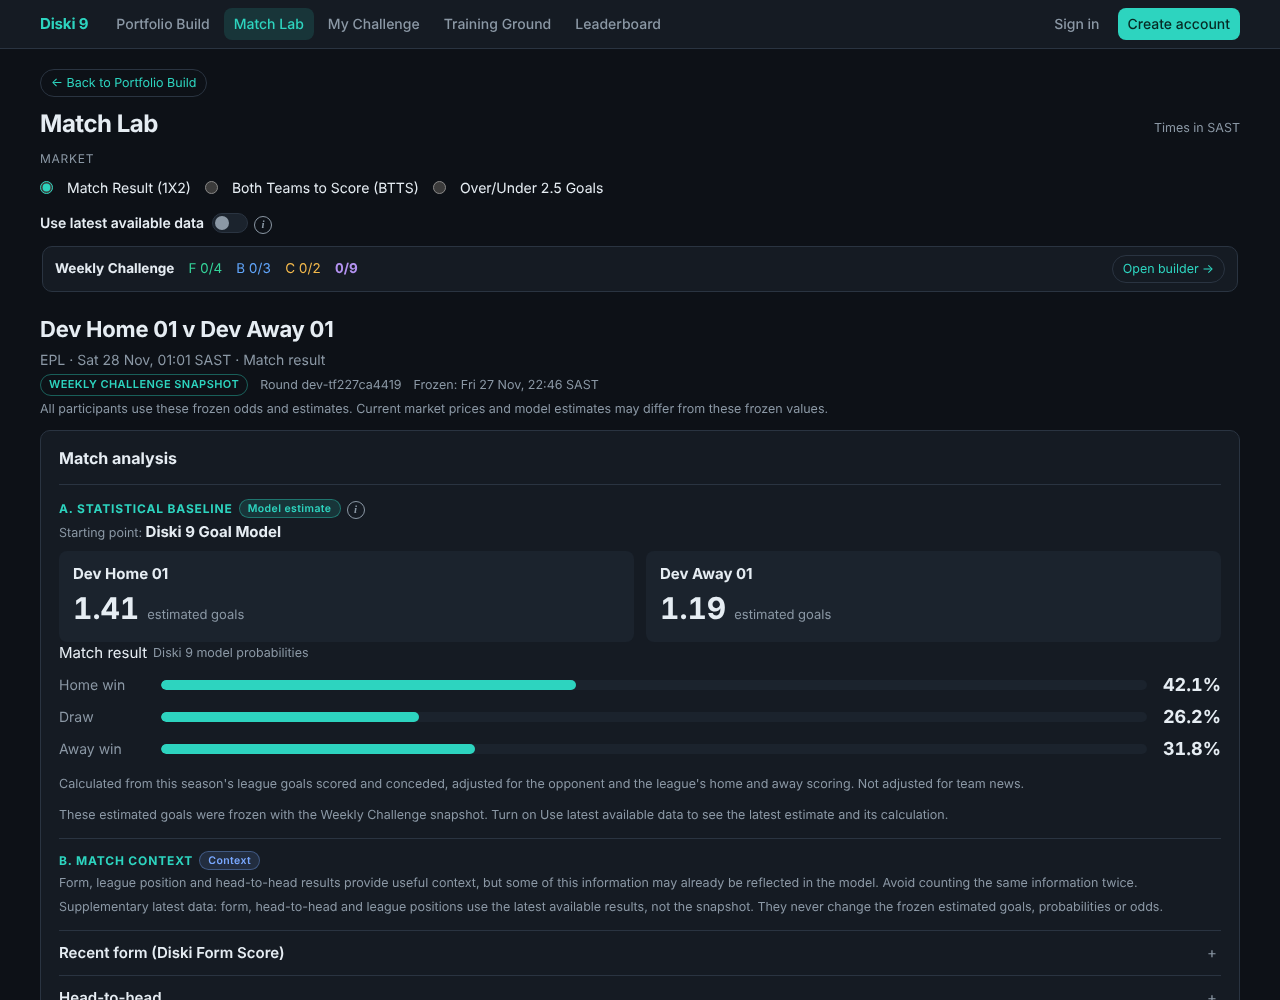 Diski 9 Portfolio Build Match Lab My Challenge Training Ground Leaderboard Sign in Create account
← Back to Portfolio Build
Match Lab
Times in SAST
MARKET
Match Result (1X2) Both Teams to Score (BTTS) Over/Under 2.5 Goals
Use latest available data i
Weekly Challenge F 0/4 B 0/3 C 0/2 0/9 Open builder →
Dev Home 01 v Dev Away 01
EPL · Sat 28 Nov, 01:01 SAST · Match result
WEEKLY CHALLENGE SNAPSHOT Round dev-tf227ca4419 Frozen: Fri 27 Nov, 22:46 SAST
All participants use these frozen odds and estimates. Current market prices and model estimates may differ from these frozen values.
Match analysis
A. STATISTICAL BASELINE Model estimate i
Starting point: Diski 9 Goal Model
Dev Home 01
1.41 estimated goals
Dev Away 01
1.19 estimated goals
Match result Diski 9 model probabilities
Home win 42.1%
Draw 26.2%
Away win 31.8%
Calculated from this season's league goals scored and conceded, adjusted for the opponent and the league's home and away scoring. Not adjusted for team news.
These estimated goals were frozen with the Weekly Challenge snapshot. Turn on Use latest available data to see the latest estimate and its calculation.
B. MATCH CONTEXT Context
Form, league position and head-to-head results provide useful context, but some of this information may already be reflected in the model. Avoid counting the same information twice.
Supplementary latest data: form, head-to-head and league positions use the latest available results, not the snapshot. They never change the frozen estimated goals, probabilities or odds.
Recent form (Diski Form Score) +
Head-to-head +